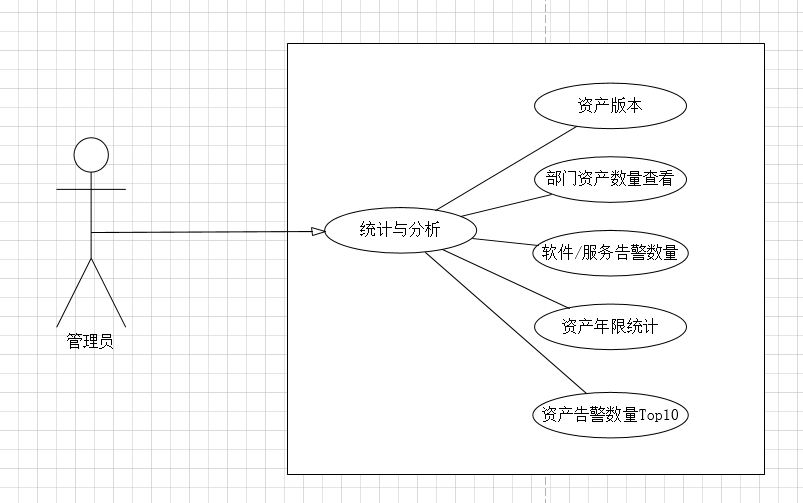 资产版本
部门资产数量查看
统计与分析
软件/服务告警数量
资产年限统计
管理员
资产告警数量Top10